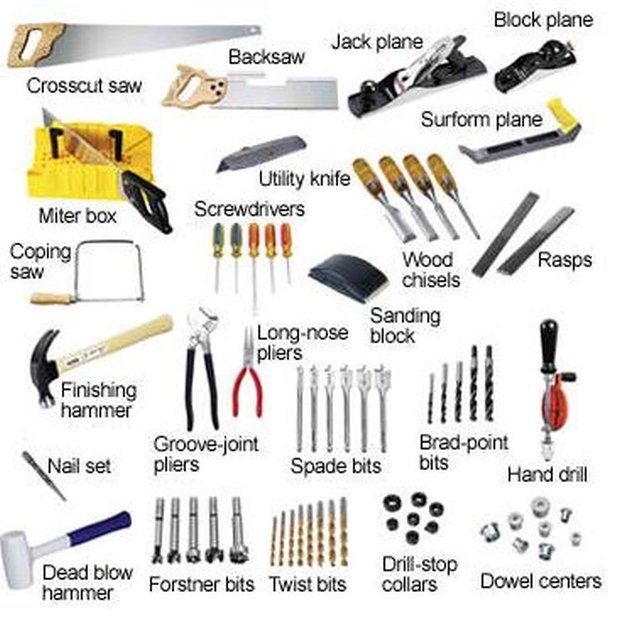 Block plane
Jack plane
Backsaw
Crosscut saw
Surform plane
Utility knife
Miter box
Screwdrivers
Coping
saw
Wood
chisels
Rasps
Sanding
block
Long-nose
pliers
Finishing
hammer
Groove-joint
pliers
Spade bits
Brad-point
bits
Hand drill
Nail set
Dead blow
hammer
Forstner bits
Twist bits
Drill-stop
collars
Dowel centers